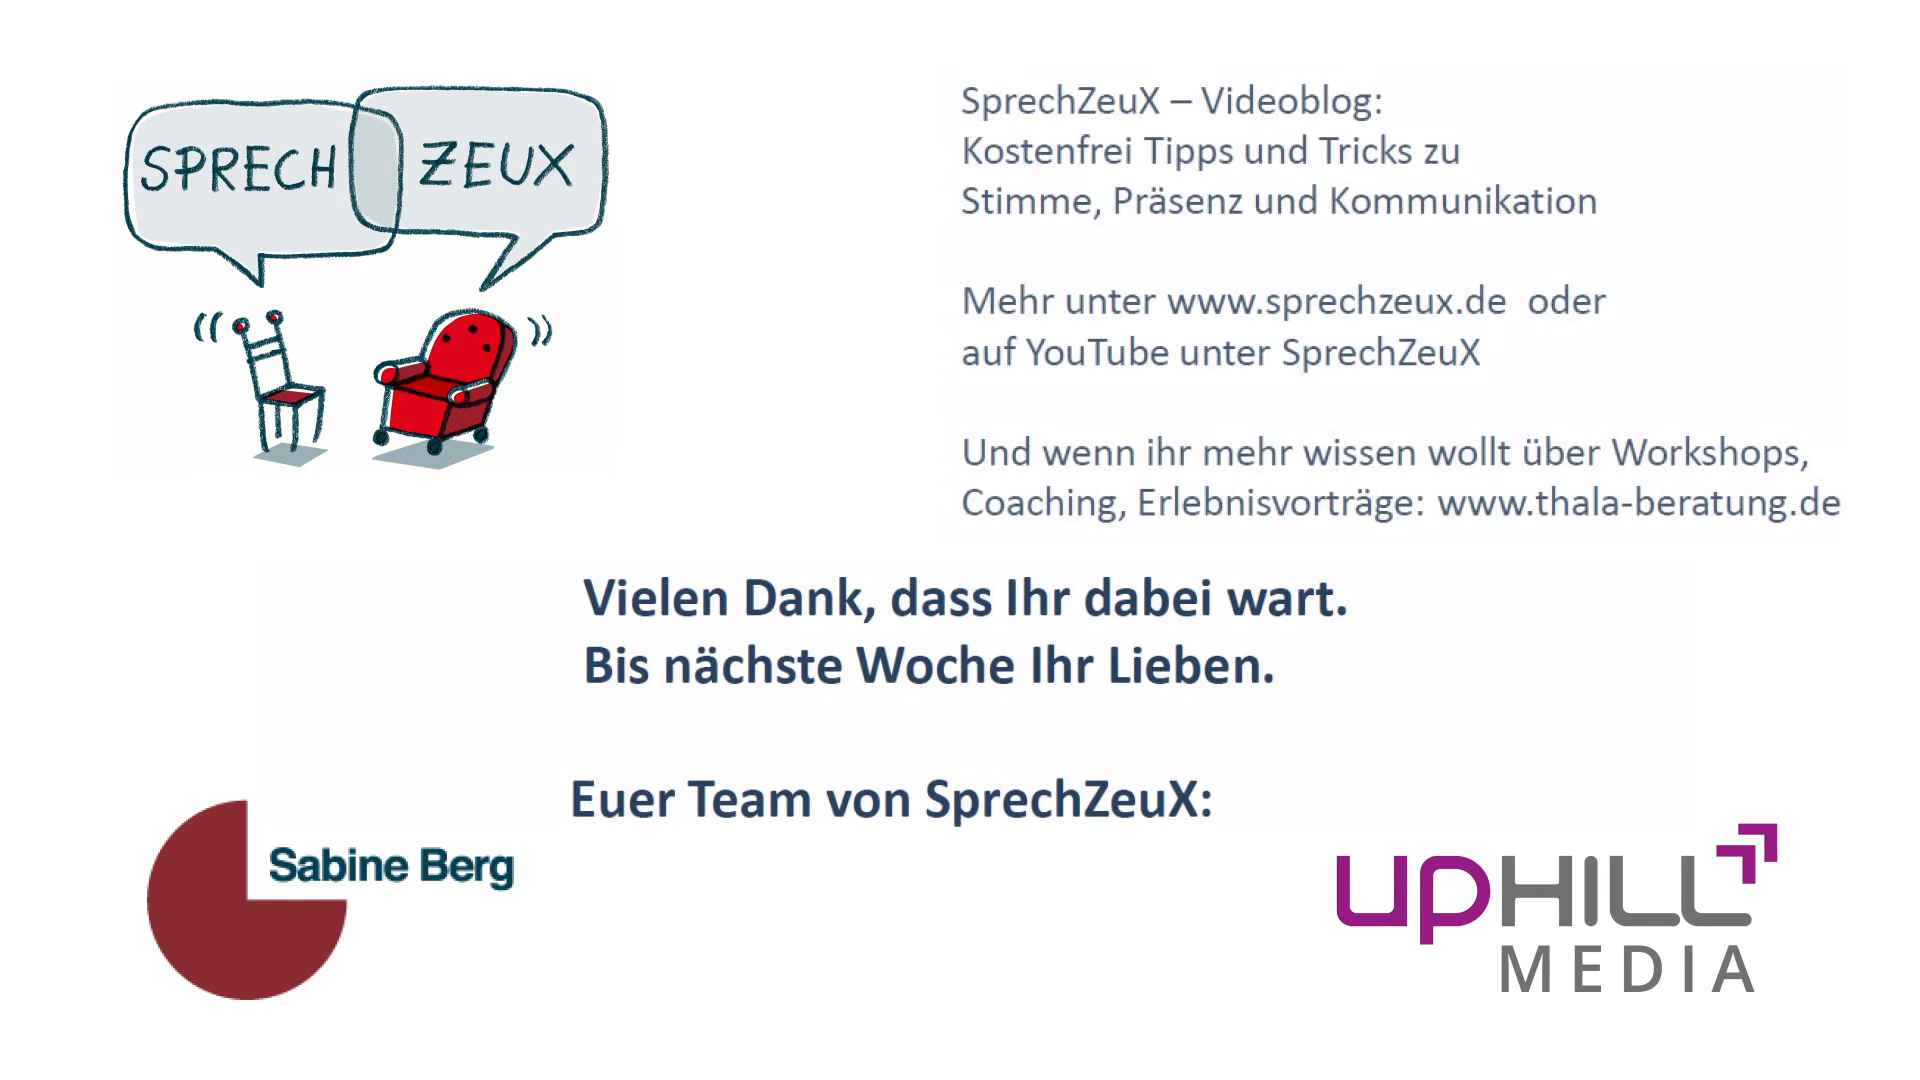 SPRECH ZEUX
SprechZeuX – Videoblog:
Kostenfrei Tipps und Tricks zu
Stimme, Präsenz und Kommunikation
Mehr unter www.sprechzeux.de oder
auf YouTube unter SprechZeuX
Und wenn ihr mehr wissen wollt über Workshops,
Coaching, Erlebnisvorträge: www.thala-beratung.de
Vielen Dank, dass Ihr dabei wart.
Bis nächste Woche Ihr Lieben.
Euer Team von SprechZeuX:
Sabine Berg
upHILL
MEDIA